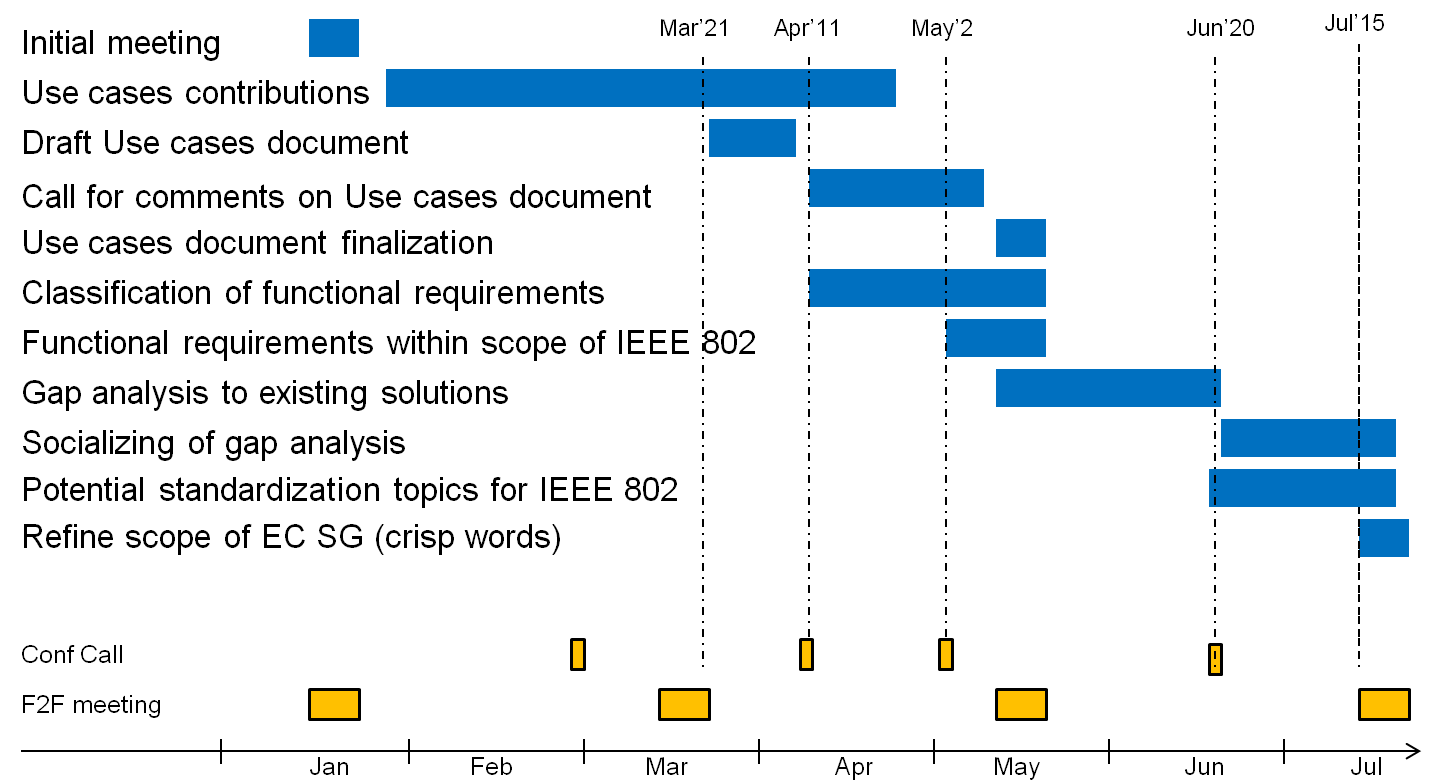 Mar’21 Apr’11 May’2 Jun’20 Jul’15
Initial meeting
Use cases contributions
Draft Use cases document
Call for comments on Use cases document
Use cases document finalization
Classification of functional requirements
Functional requirements within scope of IEEE 802
Gap analysis to existing solutions
Socializing of gap analysis
Potential standardization topics for IEEE 802
Refine scope of EC SG (crisp words)
Conf Call
F2F meeting
Jan Feb Mar Apr May Jun Jul